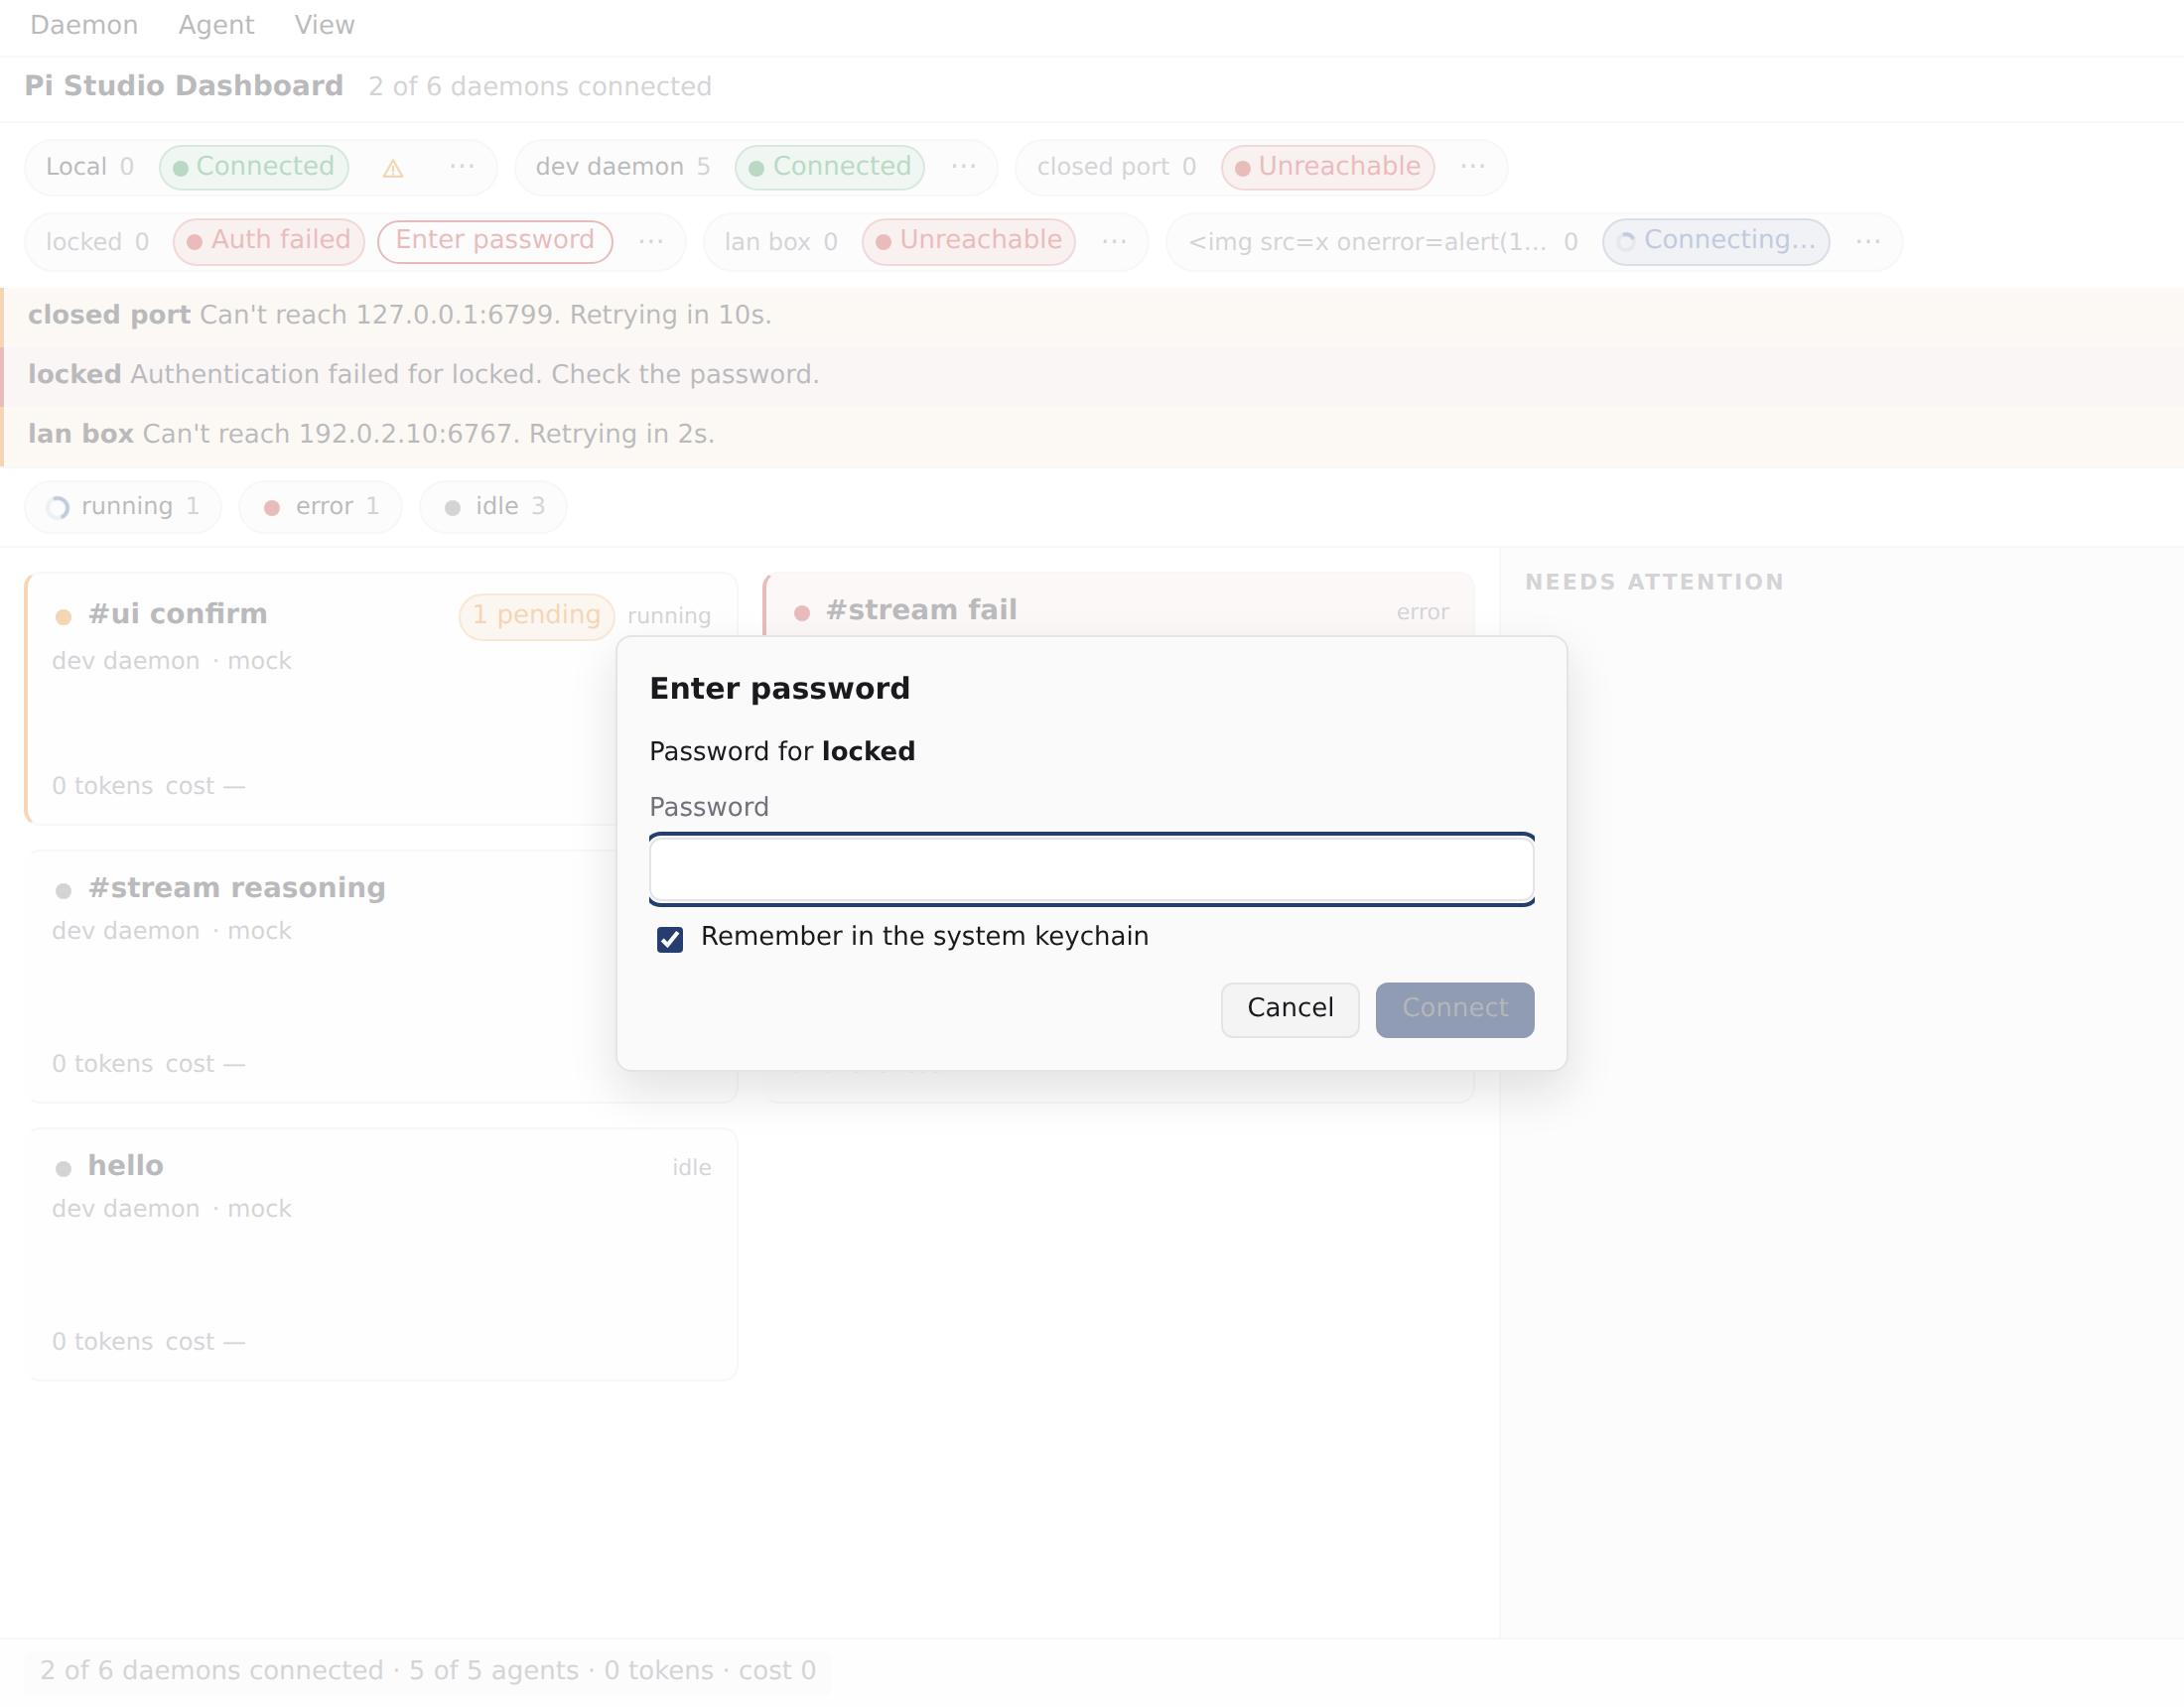 Daemon Agent View
Pi Studio Dashboard 2 of 6 daemons connected
Local 0 Connected ⚠ ⋯ dev daemon 5 Connected ⋯ closed port 0 Unreachable ⋯
locked 0 Auth failed Enter password ⋯ lan box 0 Unreachable ⋯ <img src=x onerror=alert(1… 0 Connecting… ⋯
closed port Can't reach 127.0.0.1:6799. Retrying in 10s.
locked Authentication failed for locked. Check the password.
lan box Can't reach 192.0.2.10:6767. Retrying in 2s.
running 1 error 1 idle 3
#ui confirm 1 pending running
dev daemon · mock
0 tokens cost —
#stream fail error
NEEDS ATTENTION
Enter password
Password for locked
Password
Remember in the system keychain
Cancel Connect
#stream reasoning
dev daemon · mock
0 tokens cost —
hello idle
dev daemon · mock
0 tokens cost —
2 of 6 daemons connected · 5 of 5 agents · 0 tokens · cost 0